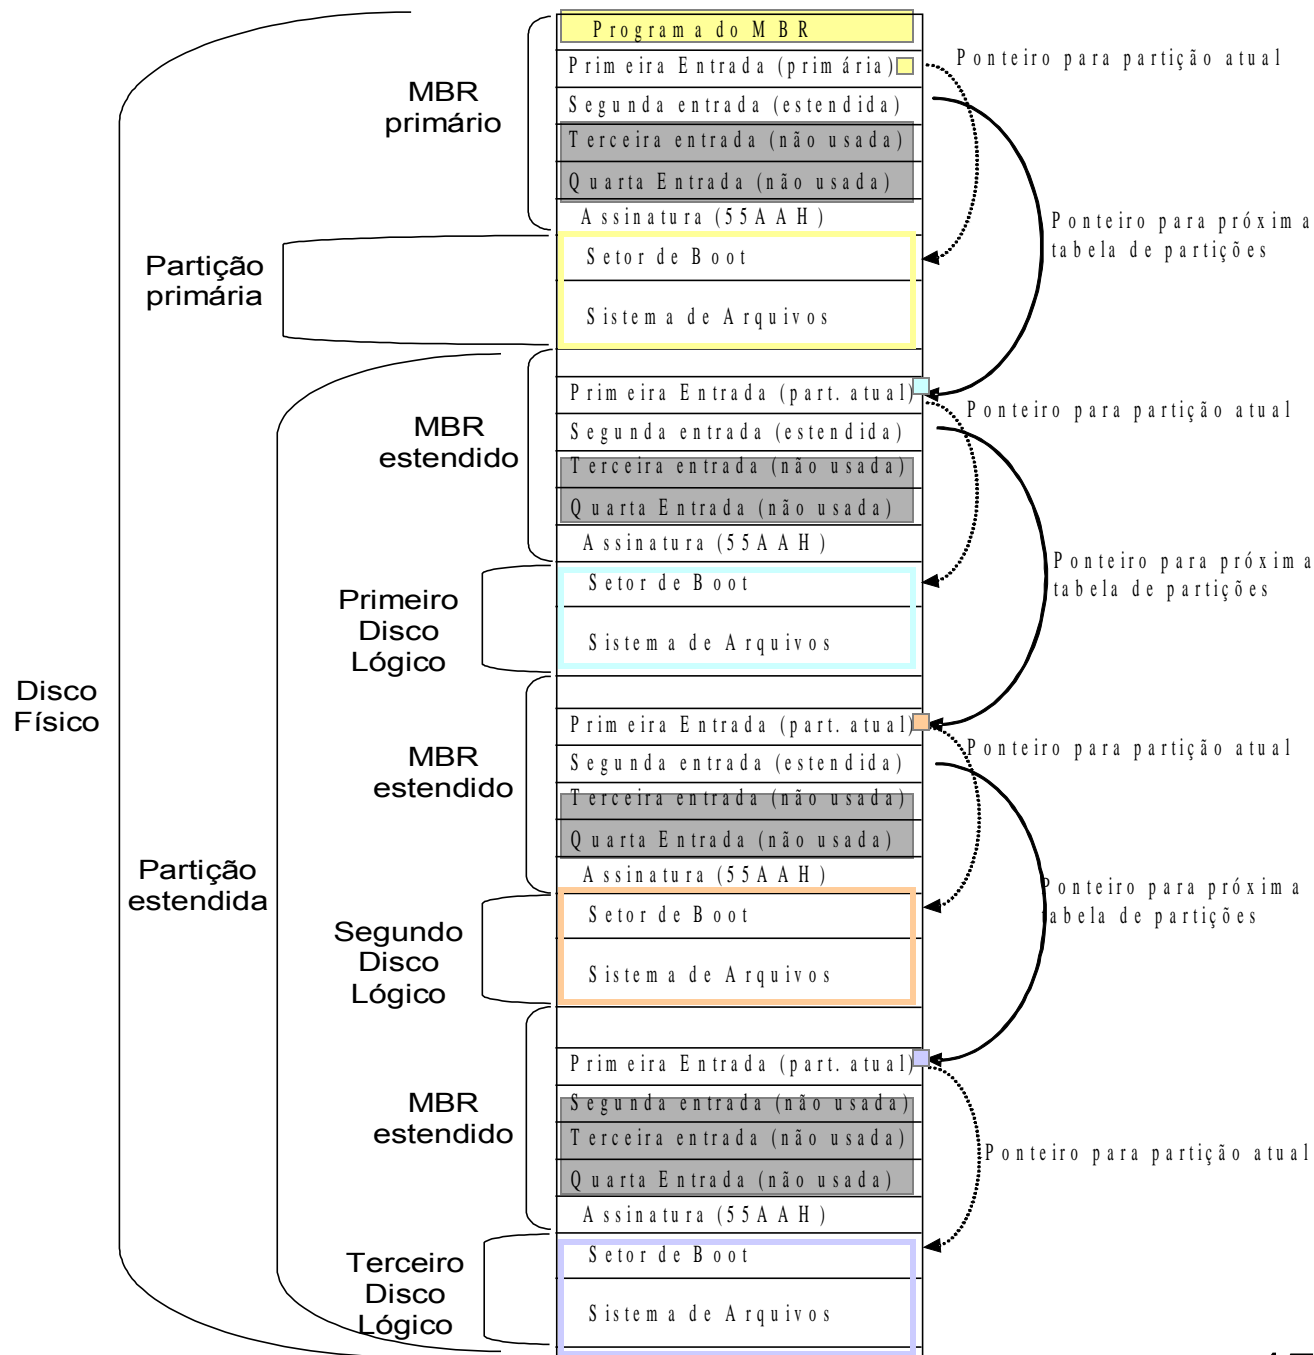 Programa do MBR
Primeira Entrada (primária)
Ponteiro para partição atual
MBR
primário
Segunda entrada (estendida)
Terceira entrada (não usada)
Quarta Entrada (não usada)
Assinatura (55AAH)
Ponteiro para próxima
tabela de partições
Partição
primária
Setor de Boot
Sistema de Arquivos
Primeira Entrada (part. atual)
Ponteiro para partição atual
MBR
estendido
Segunda entrada (estendida)
Terceira entrada (não usada)
Quarta Entrada (não usada)
Assinatura (55AAH)
Ponteiro para próxima
tabela de partições
Primeiro
Disco
Lógico
Setor de Boot
Sistema de Arquivos
Disco
Físico
Primeira Entrada (part. atual)
Ponteiro para partição atual
MBR
estendido
Segunda entrada (estendida)
Terceira entrada (não usada)
Quarta Entrada (não usada)
Assinatura (55AAH)
Ponteiro para próxima
tabela de partições
Partição
estendida
Segundo
Disco
Lógico
Setor de Boot
Sistema de Arquivos
Primeira Entrada (part. atual)
MBR
estendido
Segunda entrada (não usada)
Terceira entrada (não usada)
Quarta Entrada (não usada)
Assinatura (55AAH)
Ponteiro para partição atual
Terceiro
Disco
Lógico
Setor de Boot
Sistema de Arquivos